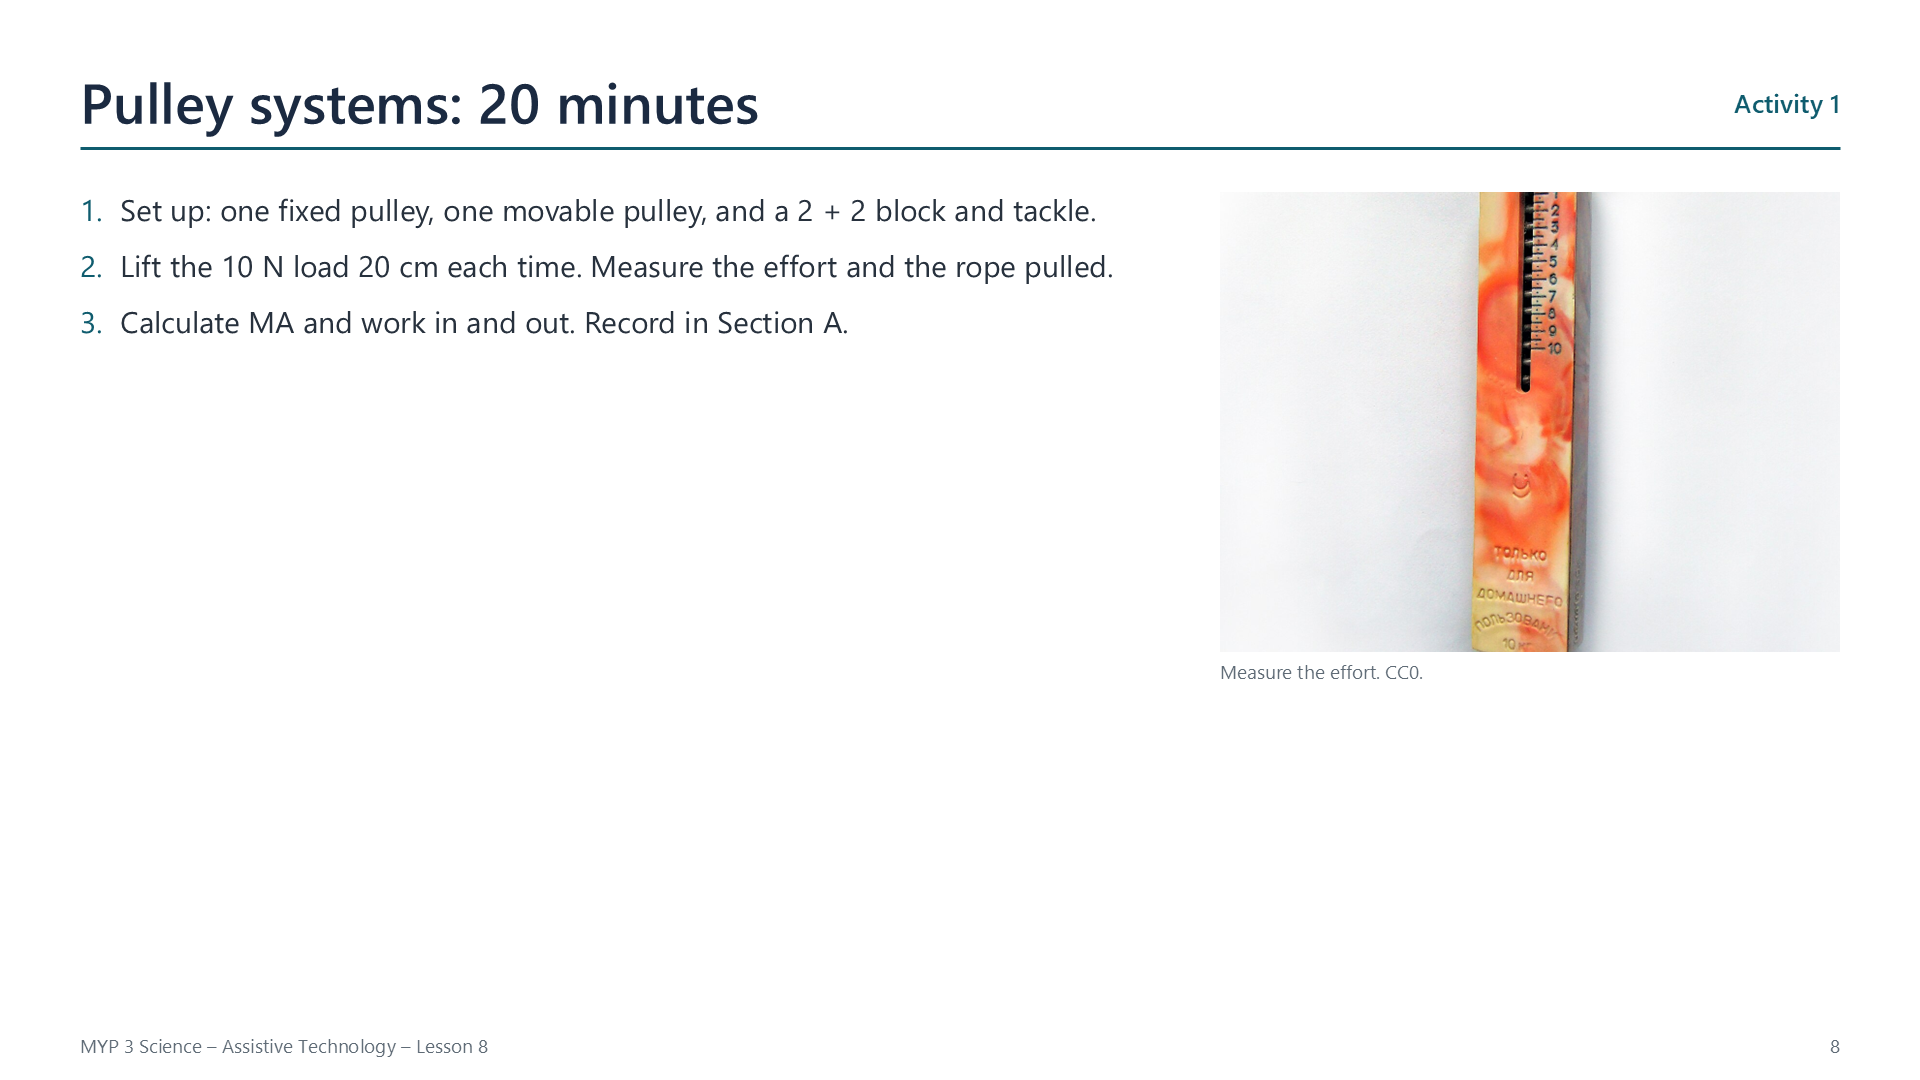 Pulley systems: 20 minutes
Activity 1
1. Set up: one fixed pulley, one movable pulley, and a 2 + 2 block and tackle.
2. Lift the 10 N load 20 cm each time. Measure the effort and the rope pulled.
3. Calculate MA and work in and out. Record in Section A.
2
3
4
5
6
7
8
9
10
ТОЛЬКО
ДЛЯ
ДОМАШНЕГО
10 КГ
Measure the effort. CC0.
MYP 3 Science – Assistive Technology – Lesson 8
8